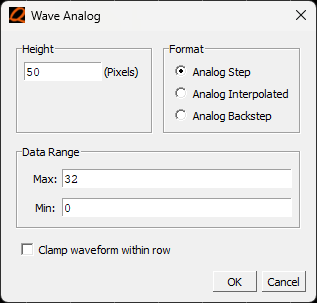 Wave Analog
Height
50 (Pixels)
Format
Analog Step
Analog Interpolated
Analog Backstep
Data Range
Max: 32
Min: 0
Clamp waveform within row
OK Cancel